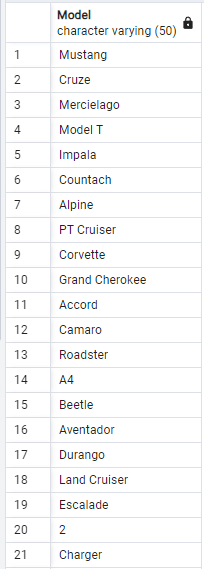 Model
character varying (50)
1 Mustang
2 Cruze
3 Mercielago
4 Model T
5 Impala
6 Countach
7 Alpine
8 PT Cruiser
9 Corvette
10 Grand Cherokee
11 Accord
12 Camaro
13 Roadster
14 A4
15 Beetle
16 Aventador
17 Durango
18 Land Cruiser
19 Escalade
20 2
21 Charger